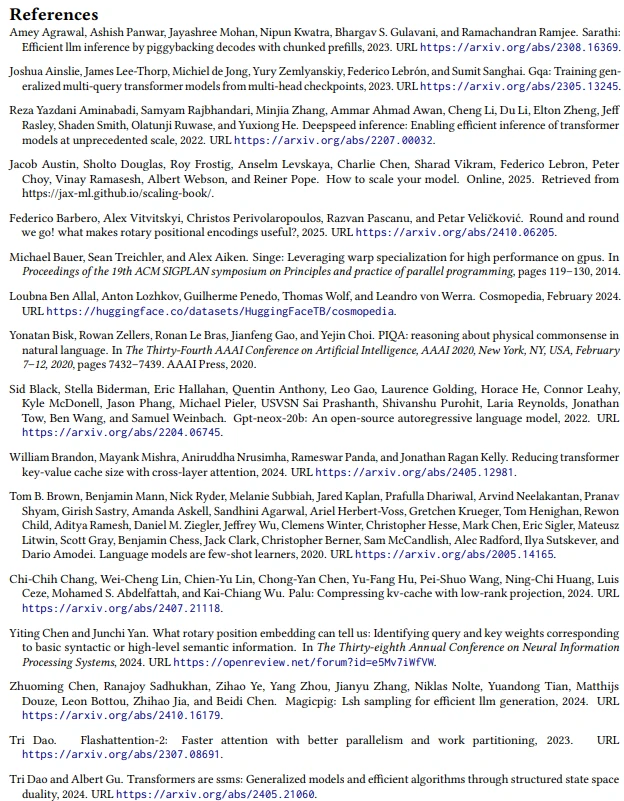 References
Amey Agrawal, Ashish Panwar, Jayashree Mohan, Nipun Kwatra, Bhargav S. Gulavani, and Ramachandran Ramjee. Sarathi:
Efficient llm inference by piggybacking decodes with chunked prefills, 2023. URL https://arxiv.org/abs/2308.16369.
Joshua Ainslie, James Lee-Thorp, Michiel de Jong, Yury Zemlyanskiy, Federico Lebrón, and Sumit Sanghai. Gqa: Training gen-
eralized multi-query transformer models from multi-head checkpoints, 2023. URL https://arxiv.org/abs/2305.13245.
Reza Yazdani Aminabadi, Samyam Rajbhandari, Minjia Zhang, Ammar Ahmad Awan, Cheng Li, Du Li, Elton Zheng, Jeff
Rasley, Shaden Smith, Olatunji Ruwase, and Yuxiong He. Deepspeed inference: Enabling efficient inference of transformer
models at unprecedented scale, 2022. URL https://arxiv.org/abs/2207.00032.
Jacob Austin, Sholto Douglas, Roy Frostig, Anselm Levskaya, Charlie Chen, Sharad Vikram, Federico Lebron, Peter
Choy, Vinay Ramasesh, Albert Webson, and Reiner Pope. How to scale your model. Online, 2025. Retrieved from
https://jax-ml.github.io/scaling-book/.
Federico Barbero, Alex Vitvitskyi, Christos Perivolaropoulos, Razvan Pascanu, and Petar Veličković. Round and round
we go! what makes rotary positional encodings useful?, 2025. URL https://arxiv.org/abs/2410.06205.
Michael Bauer, Sean Treichler, and Alex Aiken. Singe: Leveraging warp specialization for high performance on gpus. In
Proceedings of the 19th ACM SIGPLAN symposium on Principles and practice of parallel programming, pages 119–130, 2014.
Loubna Ben Allal, Anton Lozhkov, Guilherme Penedo, Thomas Wolf, and Leandro von Werra. Cosmopedia, February 2024.
URL https://huggingface.co/datasets/HuggingFaceTB/cosmopedia.
Yonatan Bisk, Rowan Zellers, Ronan Le Bras, Jianfeng Gao, and Yejin Choi. PIQA: reasoning about physical commonsense in
natural language. In The Thirty-Fourth AAAI Conference on Artificial Intelligence, AAAI 2020, New York, NY, USA, February
7–12, 2020, pages 7432–7439. AAAI Press, 2020.
Sid Black, Stella Biderman, Eric Hallahan, Quentin Anthony, Leo Gao, Laurence Golding, Horace He, Connor Leahy,
Kyle McDonell, Jason Phang, Michael Pieler, USVSN Sai Prashanth, Shivanshu Purohit, Laria Reynolds, Jonathan
Tow, Ben Wang, and Samuel Weinbach. Gpt-neox-20b: An open-source autoregressive language model, 2022. URL
https://arxiv.org/abs/2204.06745.
William Brandon, Mayank Mishra, Aniruddha Nrusimha, Rameswar Panda, and Jonathan Ragan Kelly. Reducing transformer
key-value cache size with cross-layer attention, 2024. URL https://arxiv.org/abs/2405.12981.
Tom B. Brown, Benjamin Mann, Nick Ryder, Melanie Subbiah, Jared Kaplan, Prafulla Dhariwal, Arvind Neelakantan, Pranav
Shyam, Girish Sastry, Amanda Askell, Sandhini Agarwal, Ariel Herbert-Voss, Gretchen Krueger, Tom Henighan, Rewon
Child, Aditya Ramesh, Daniel M. Ziegler, Jeffrey Wu, Clemens Winter, Christopher Hesse, Mark Chen, Eric Sigler, Mateusz
Litwin, Scott Gray, Benjamin Chess, Jack Clark, Christopher Berner, Sam McCandlish, Alec Radford, Ilya Sutskever, and
Dario Amodei. Language models are few-shot learners, 2020. URL https://arxiv.org/abs/2005.14165.
Chi-Chih Chang, Wei-Cheng Lin, Chien-Yu Lin, Chong-Yan Chen, Yu-Fang Hu, Pei-Shuo Wang, Ning-Chi Huang, Luis
Ceze, Mohamed S. Abdelfattah, and Kai-Chiang Wu. Palu: Compressing kv-cache with low-rank projection, 2024. URL
https://arxiv.org/abs/2407.21118.
Yiting Chen and Junchi Yan. What rotary position embedding can tell us: Identifying query and key weights corresponding
to basic syntactic or high-level semantic information. In The Thirty-eighth Annual Conference on Neural Information
Processing Systems, 2024. URL https://openreview.net/forum?id=e5Mv7iWfVW.
Zhuoming Chen, Ranajoy Sadhukhan, Zihao Ye, Yang Zhou, Jianyu Zhang, Niklas Nolte, Yuandong Tian, Matthijs
Douze, Leon Bottou, Zhihao Jia, and Beidi Chen. Magicpig: Lsh sampling for efficient llm generation, 2024. URL
https://arxiv.org/abs/2410.16179.
Tri Dao. Flashattention-2: Faster attention with better parallelism and work partitioning, 2023. URL
https://arxiv.org/abs/2307.08691.
Tri Dao and Albert Gu. Transformers are ssms: Generalized models and efficient algorithms through structured state space
duality, 2024. URL https://arxiv.org/abs/2405.21060.